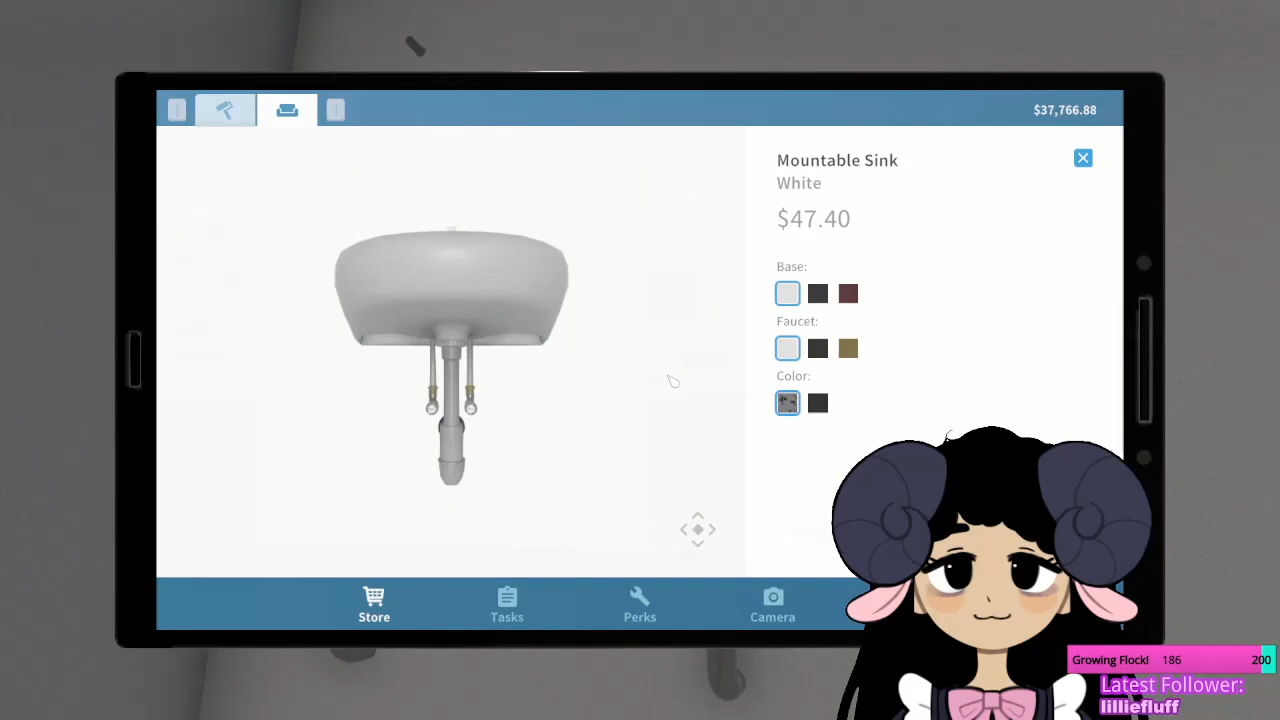 $37,766.88
Mountable Sink
White
$47.40
Base:
Faucet:
Color:
Store
Tasks
Perks
Camera
Growing Flock! 186 200
Latest Follower:
lilliefluff